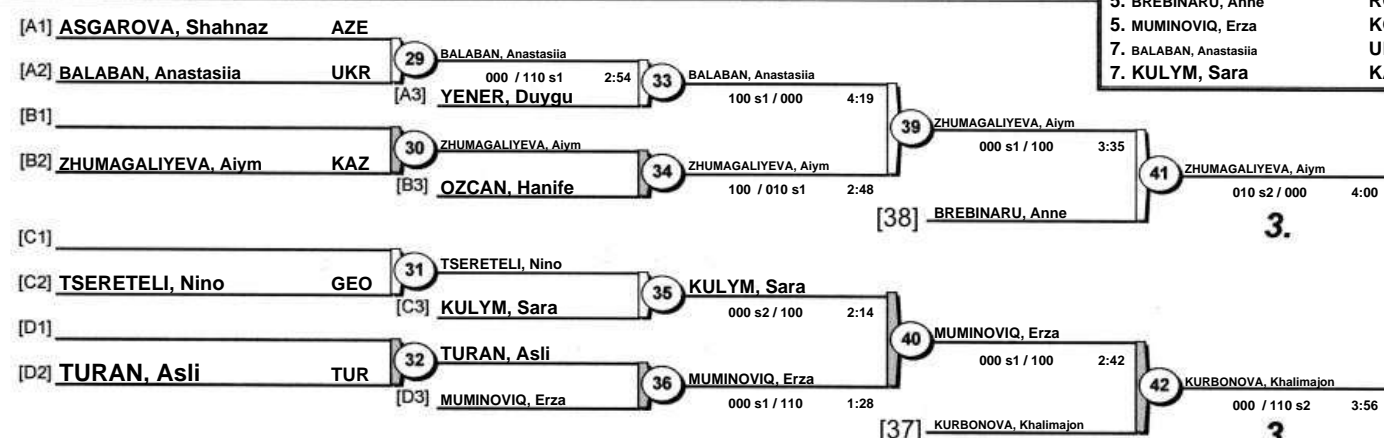 5. BREBINARU, Anne
5. MUMINOVIQ, Erza
7. BALABAN, Anastasiia
7. KULYM, Sara
[A1] ASGAROVA, Shahnaz AZE
[A2] BALABAN, Anastasiia UKR
29
BALABAN, Anastasiia
000 / 110 s1 2:54
[A3] YENER, Duygu
33
BALABAN, Anastasiia
100 s1 / 000 4:19
[B1]
[B2] ZHUMAGALIYEVA, Aiym KAZ
30
ZHUMAGALIYEVA, Aiym
[B3] OZCAN, Hanife
34
ZHUMAGALIYEVA, Aiym
100 / 010 s1 2:48
39
ZHUMAGALIYEVA, Aiym
000 s1 / 100 3:35
[38] BREBINARU, Anne
41
ZHUMAGALIYEVA, Aiym
010 s2 / 000 4:00
3.
[C1]
[C2] TSERETELI, Nino GEO
31
TSERETELI, Nino
[C3] KULYM, Sara
35
KULYM, Sara
000 s2 / 100 2:14
[D1]
[D2] TURAN, Asli TUR
32
TURAN, Asli
[D3] MUMINOVIQ, Erza
36
MUMINOVIQ, Erza
000 s1 / 110 1:28
40
MUMINOVIQ, Erza
000 s1 / 100 2:42
[37] KURBONOVA, Khalimajon
42
KURBONOVA, Khalimajon
000 / 110 s2 3:56
3